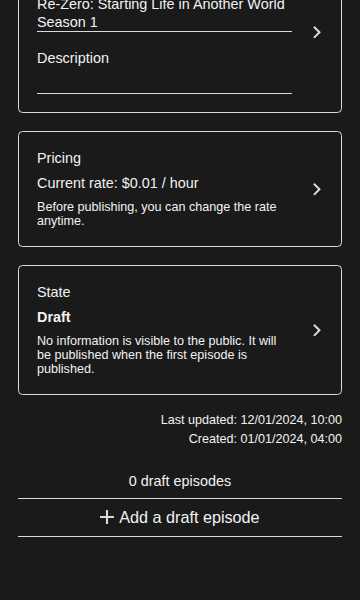 Re-Zero: Starting Life in Another World
Season 1
Description
Pricing
Current rate: $0.01 / hour
Before publishing, you can change the rate
anytime.
State
Draft
No information is visible to the public. It will
be published when the first episode is
published.
Last updated: 12/01/2024, 10:00
Created: 01/01/2024, 04:00
0 draft episodes
Add a draft episode